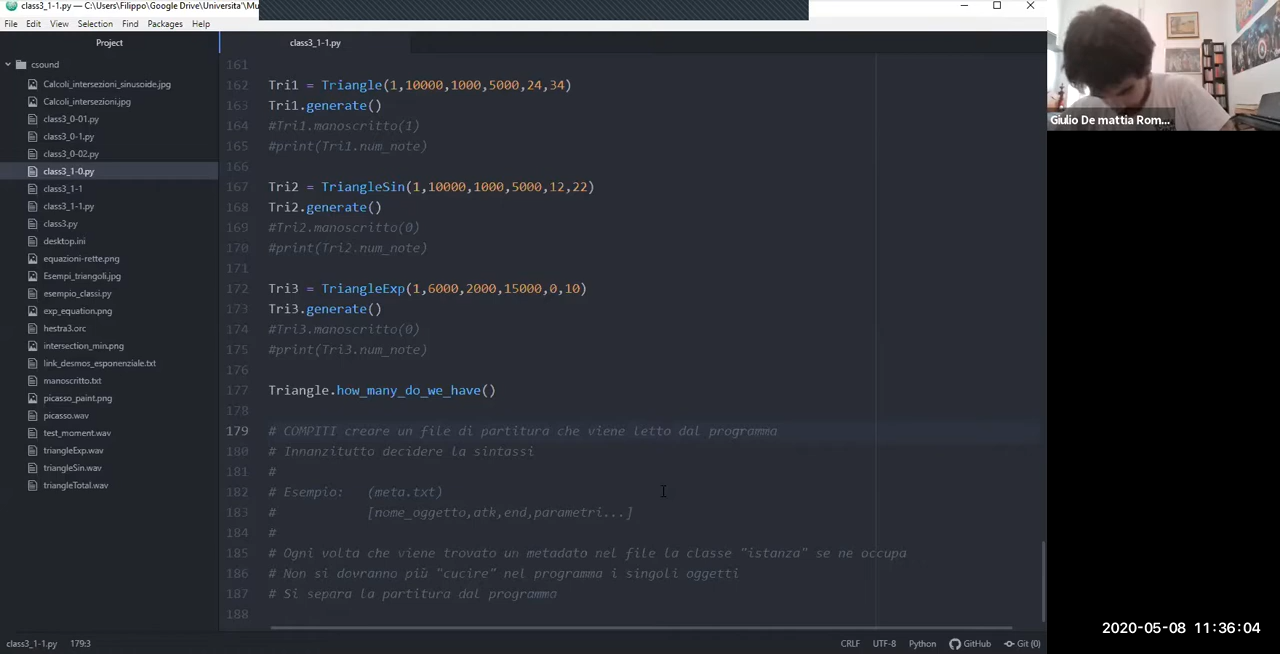 class3_1-1.py — C:\Users\Filippo\Google Drive\Universita'\Mu
File Edit View Selection Find Packages Help
Project
class3_1-1.py
csound
Calcoli_intersezioni_sinusoide.jpg
Calcoli_intersezioni.jpg
class3_0-01.py
class3_0-1.py
class3_0-02.py
class3_1-0.py
class3_1-1
class3_1-1.py
class3.py
desktop.ini
equazioni-rette.png
Esempi_triangoli.jpg
esempio_classi.py
exp_equation.png
hestra3.orc
intersection_min.png
link_desmos_esponenziale.txt
manoscritto.txt
picasso_paint.png
picasso.wav
test_moment.wav
triangleExp.wav
triangleSin.wav
triangleTotal.wav
161
162 Tri1 = Triangle(1,10000,1000,5000,24,34)
163 Tri1.generate()
164 #Tri1.manoscritto(1)
165 #print(Tri1.num_note)
166
167 Tri2 = TriangleSin(1,10000,1000,5000,12,22)
168 Tri2.generate()
169 #Tri2.manoscritto(0)
170 #print(Tri2.num_note)
171
172 Tri3 = TriangleExp(1,6000,2000,15000,0,10)
173 Tri3.generate()
174 #Tri3.manoscritto(0)
175 #print(Tri3.num_note)
176
177 Triangle.how_many_do_we_have()
178
179 # COMPITI creare un file di partitura che viene letto dal programma
180 # Innanzitutto decidere la sintassi
181 #
182 # Esempio: (meta.txt)
183 # [nome_oggetto,atk,end,parametri...]
184 #
185 # Ogni volta che viene trovato un metadato nel file la classe "istanza" se ne occupa
186 # Non si dovranno più "cucire" nel programma i singoli oggetti
187 # Si separa la partitura dal programma
188
class3_1-1.py 179:3
CRLF UTF-8 Python GitHub Git (0)
Giulio De mattia Rom...
2020-05-08 11:36:04